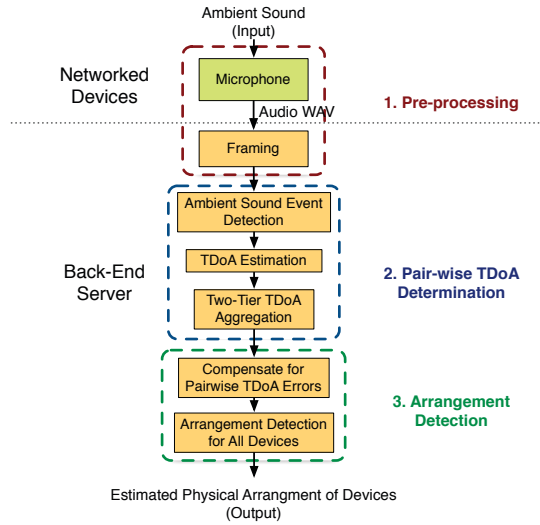 Ambient Sound
(Input)
Networked
Devices
Microphone
1. Pre-processing
Audio WAV
Framing
Ambient Sound Event
Detection
TDoA Estimation
Back-End
Server
2. Pair-wise TDoA
Determination
Two-Tier TDoA
Aggregation
Compensate for
Pairwise TDoA Errors
3. Arrangement
Detection
Arrangement Detection
for All Devices
Estimated Physical Arrangment of Devices
(Output)